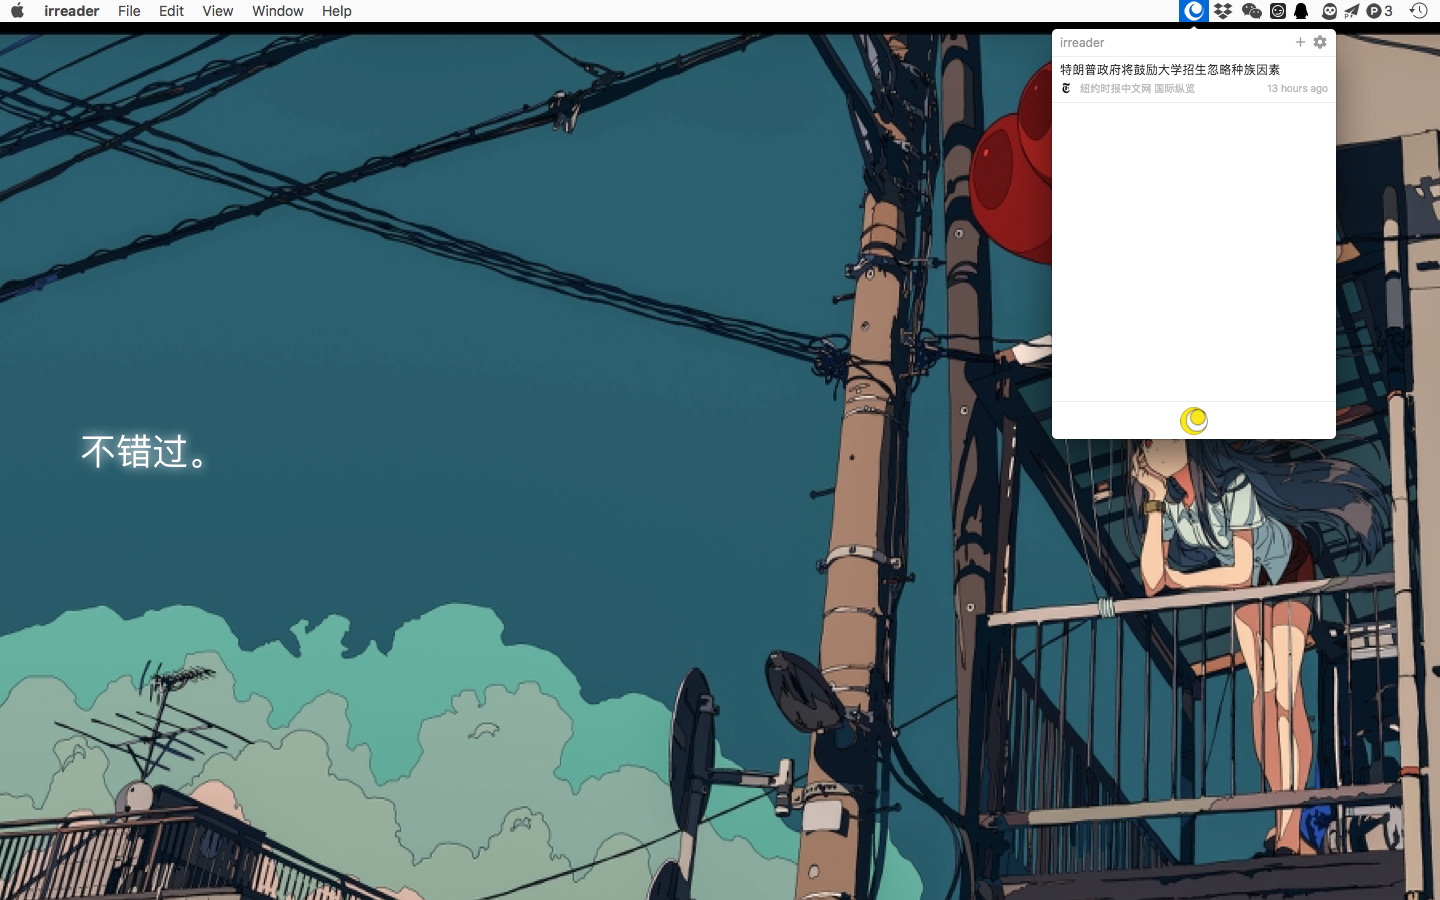 irreader File Edit View Window Help
P 3
irreader
特朗普政府将鼓励大学招生忽略种族因素
纽约时报中文网 国际纵览 13 hours ago
不错过。